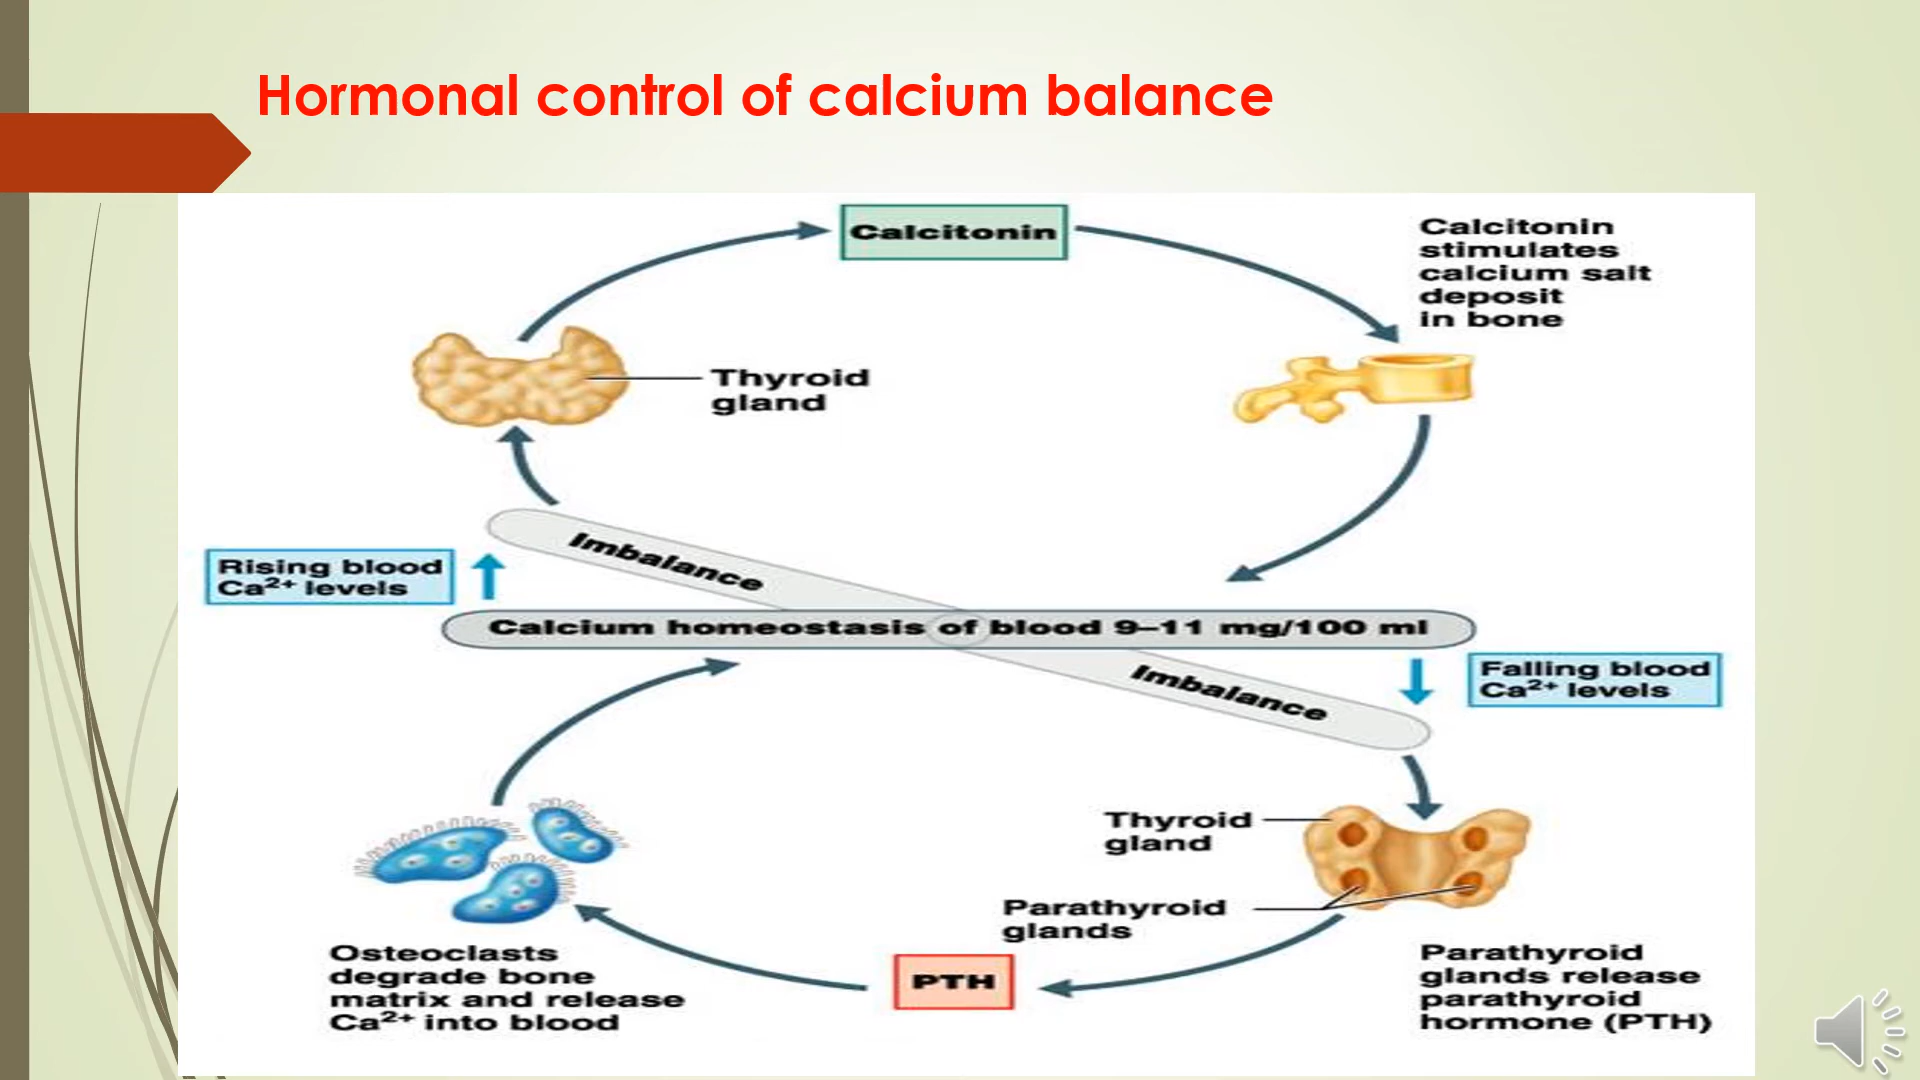 Hormonal control of calcium balance
Calcitonin
Calcitonin
stimulates
calcium salt
deposit
in bone
Thyroid
gland
Imbalance
Rising blood
Ca²⁺ levels
Calcium homeostasis of blood 9–11 mg/100 ml
Imbalance
Falling blood
Ca²⁺ levels
Thyroid
gland
Parathyroid
glands
Parathyroid
glands release
parathyroid
hormone (PTH)
PTH
Osteoclasts
degrade bone
matrix and release
Ca²⁺ into blood